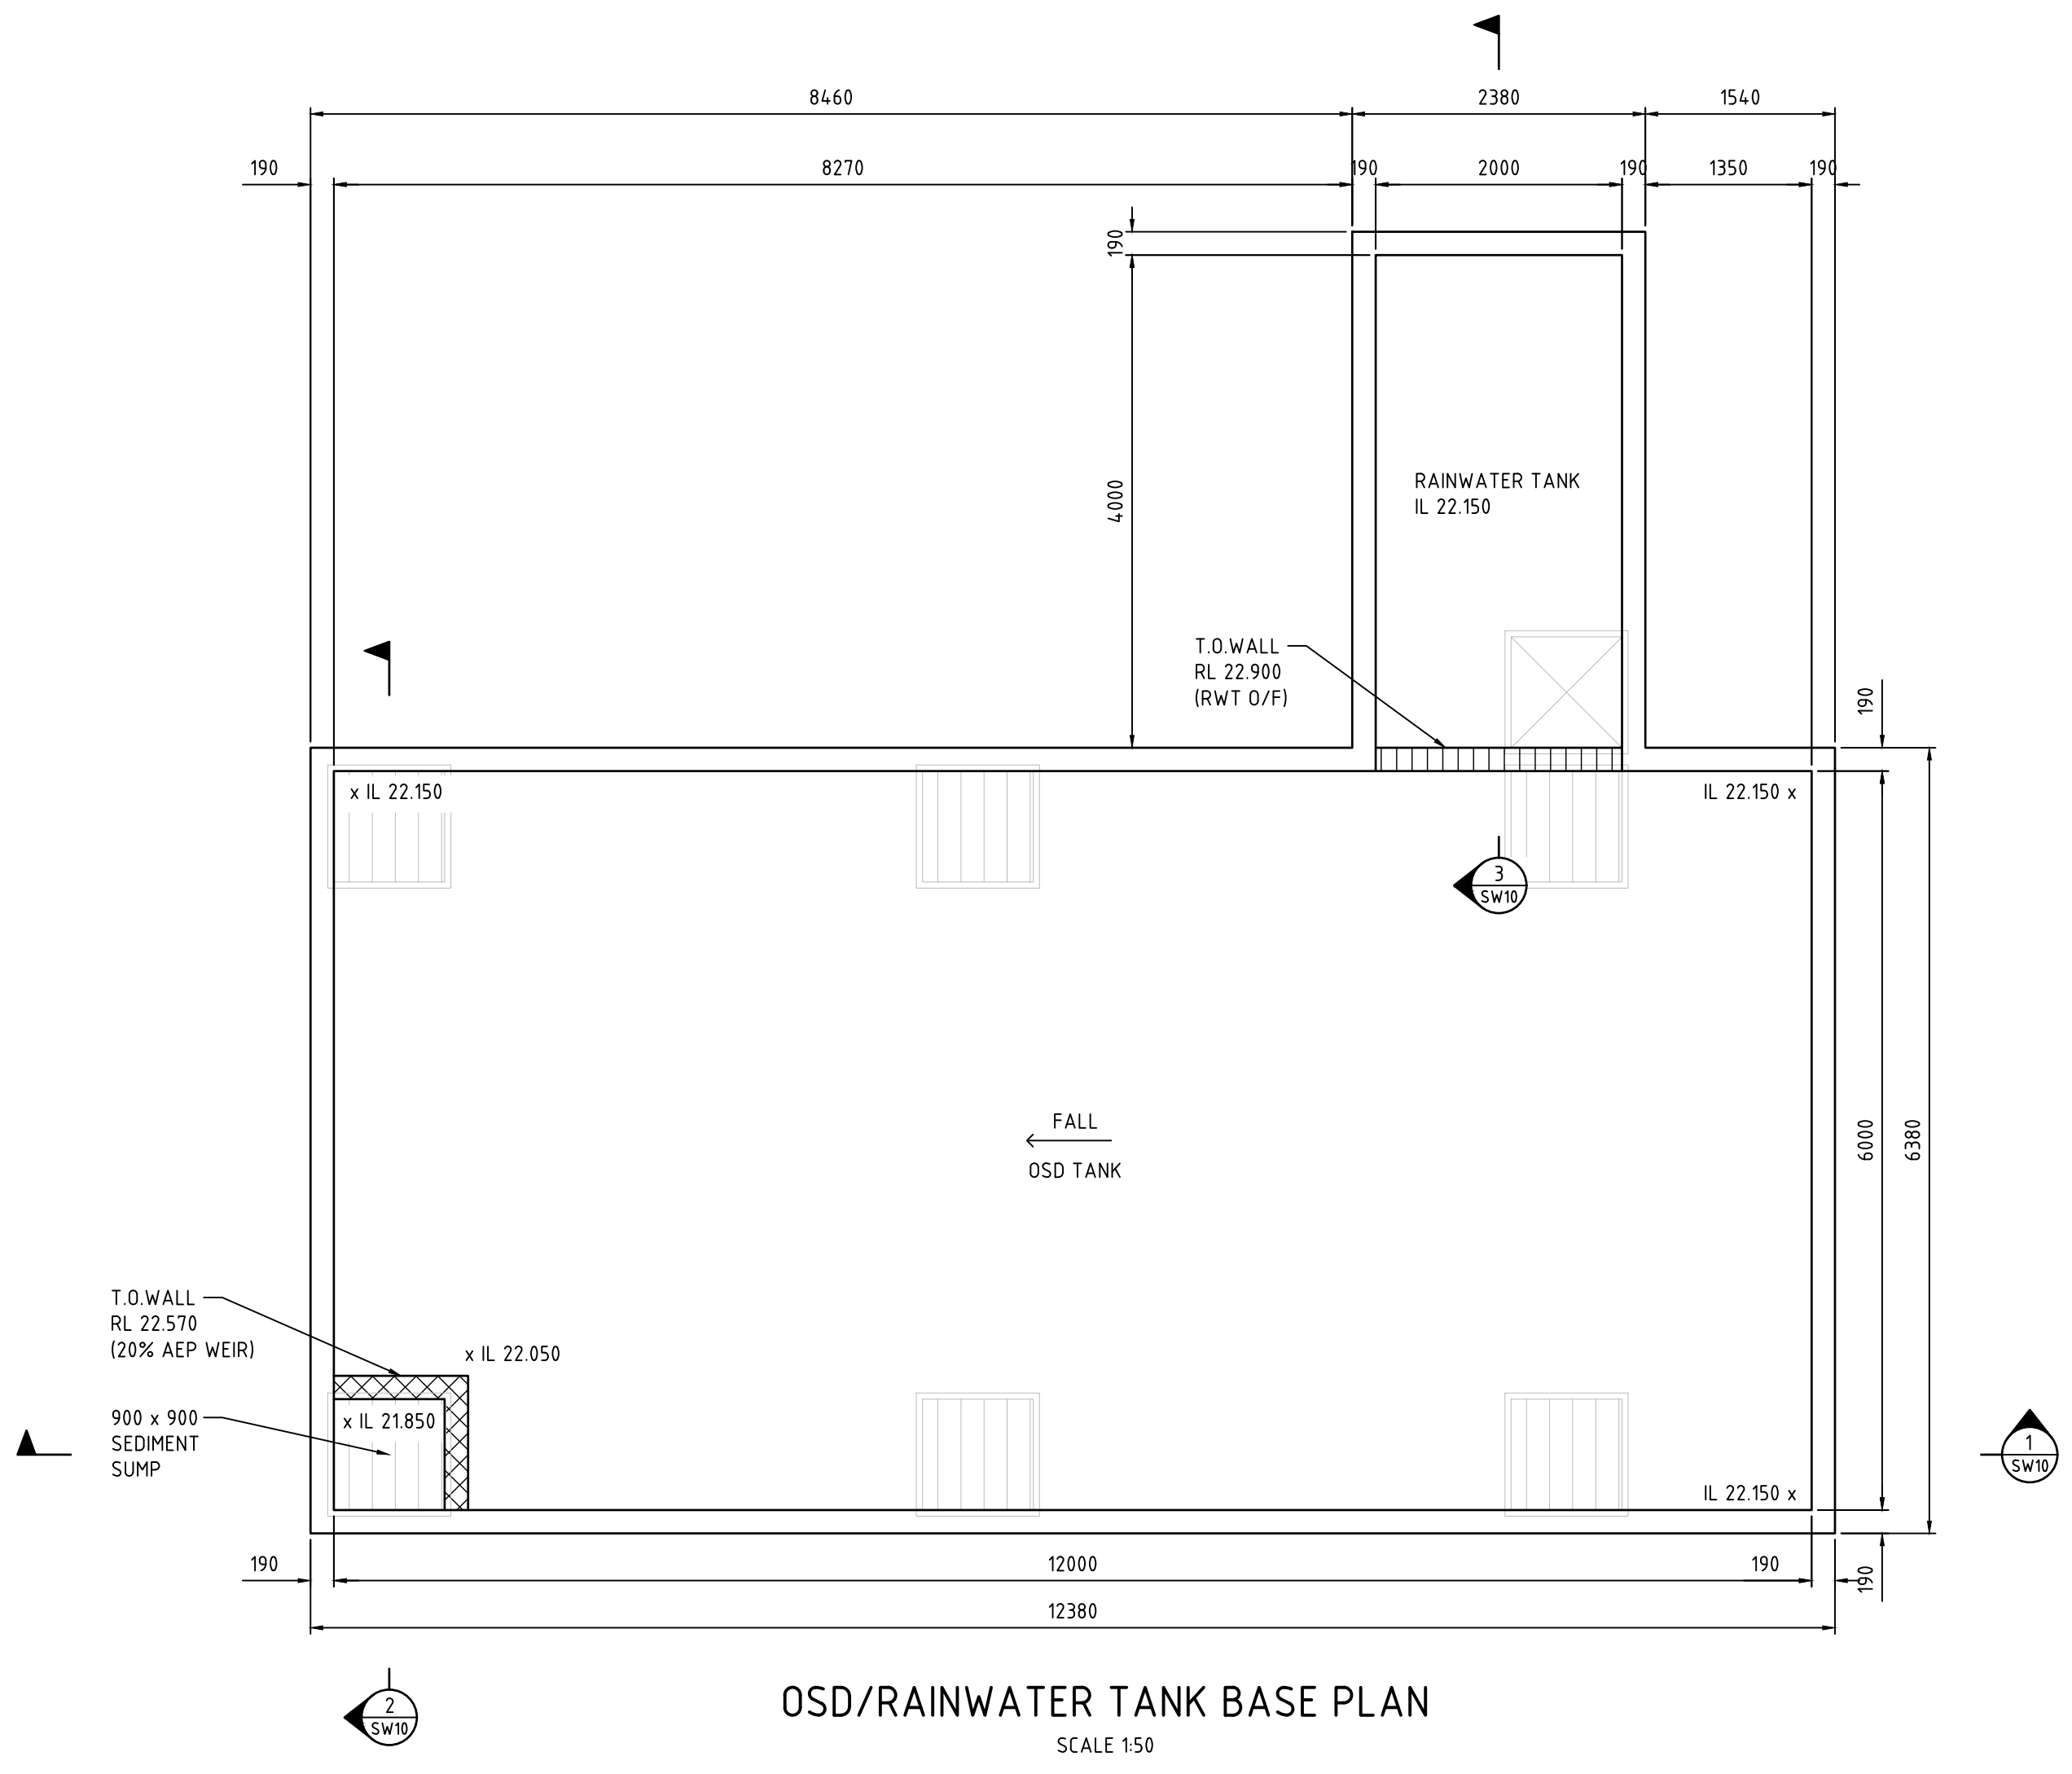 8460
2380
1540
190
8270
190
2000
190
1350
190
190
4000
RAINWATER TANK
IL 22.150
T.O.WALL
RL 22.900
(RWT O/F)
190
x IL 22.150
IL 22.150 x
3
SW10
FALL
OSD TANK
6000
6380
T.O.WALL
RL 22.570
(20% AEP WEIR)
x IL 22.050
900 x 900
SEDIMENT
SUMP
x IL 21.850
1
SW10
IL 22.150 x
190
12000
190
190
12380
2
SW10
OSD/RAINWATER TANK BASE PLAN
SCALE 1:50